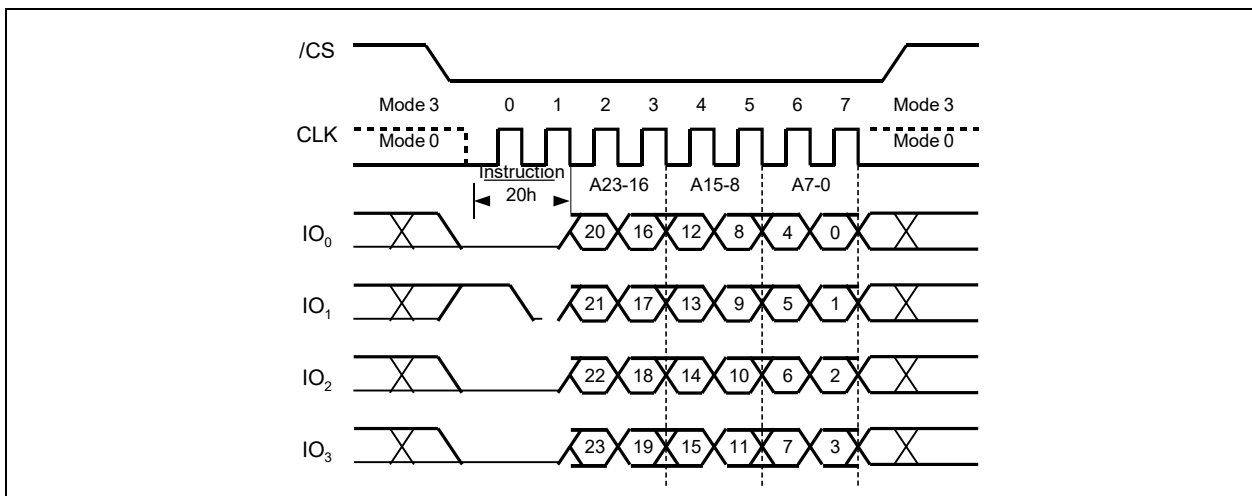 /CS
Mode 3 0 1 2 3 4 5 6 7 Mode 3
CLK Mode 0 Mode 0
Instruction
20h A23-16 A15-8 A7-0
IO0 20 16 12 8 4 0
IO1 21 17 13 9 5 1
IO2 22 18 14 10 6 2
IO3 23 19 15 11 7 3